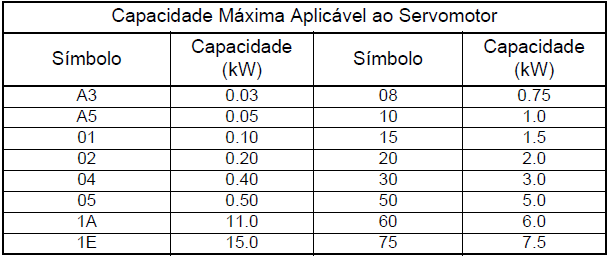 Capacidade Máxima Aplicável ao Servomotor
Símbolo Capacidade (kW) Símbolo Capacidade (kW)
A3 0.03 08 0.75
A5 0.05 10 1.0
01 0.10 15 1.5
02 0.20 20 2.0
04 0.40 30 3.0
05 0.50 50 5.0
1A 11.0 60 6.0
1E 15.0 75 7.5